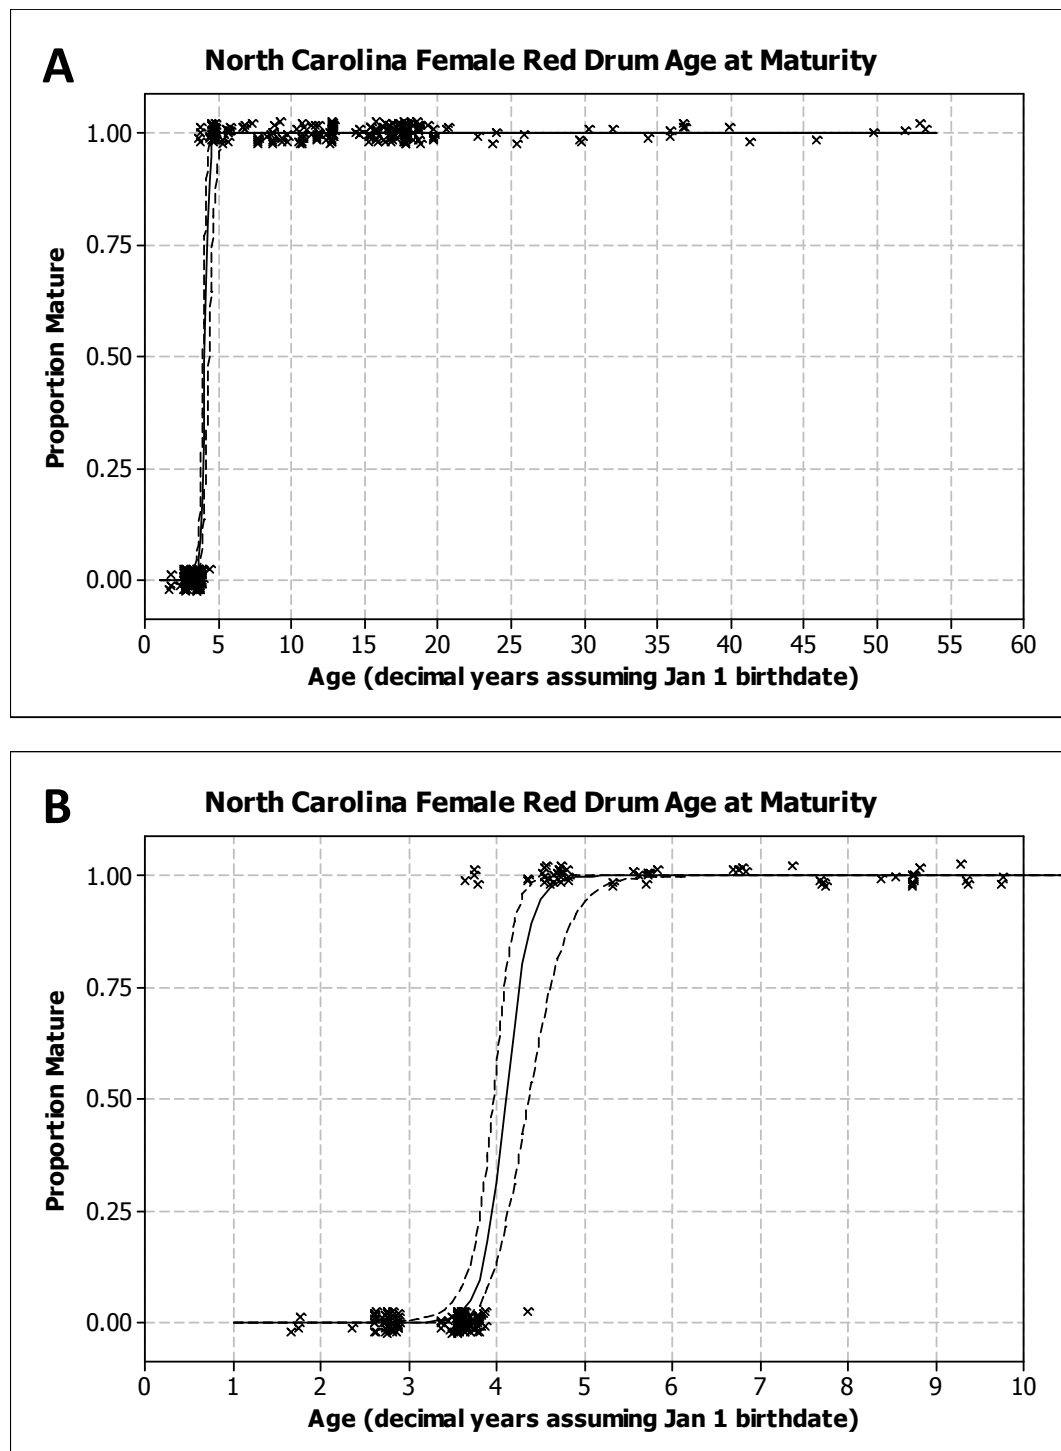 A
North Carolina Female Red Drum Age at Maturity
Proportion Mature
1.00
0.75
0.50
0.25
0.00
0 5 10 15 20 25 30 35 40 45 50 55 60
Age (decimal years assuming Jan 1 birthdate)
B
North Carolina Female Red Drum Age at Maturity
Proportion Mature
1.00
0.75
0.50
0.25
0.00
0 1 2 3 4 5 6 7 8 9 10
Age (decimal years assuming Jan 1 birthdate)